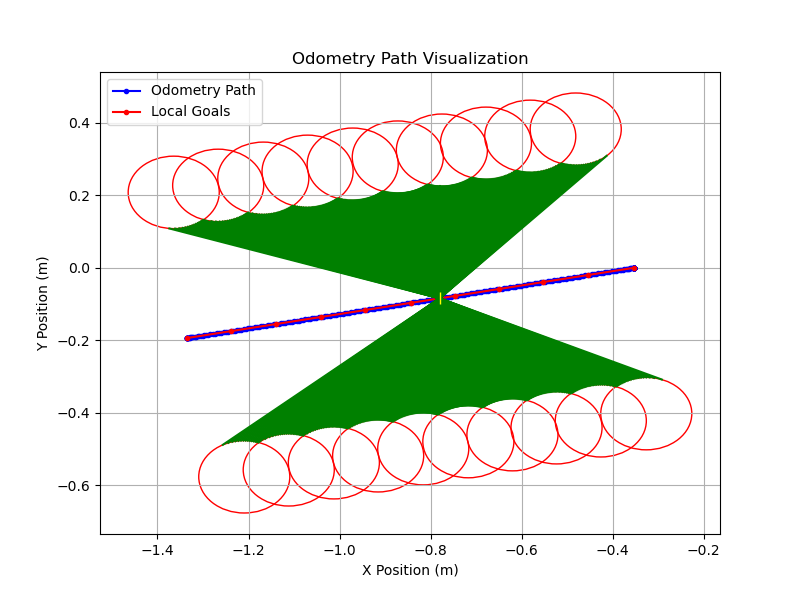 Odometry Path Visualization
Odometry Path
Local Goals
0.4
0.2
0.0
−0.2
−0.4
−0.6
Y Position (m)
−1.4 −1.2 −1.0 −0.8 −0.6 −0.4 −0.2
X Position (m)